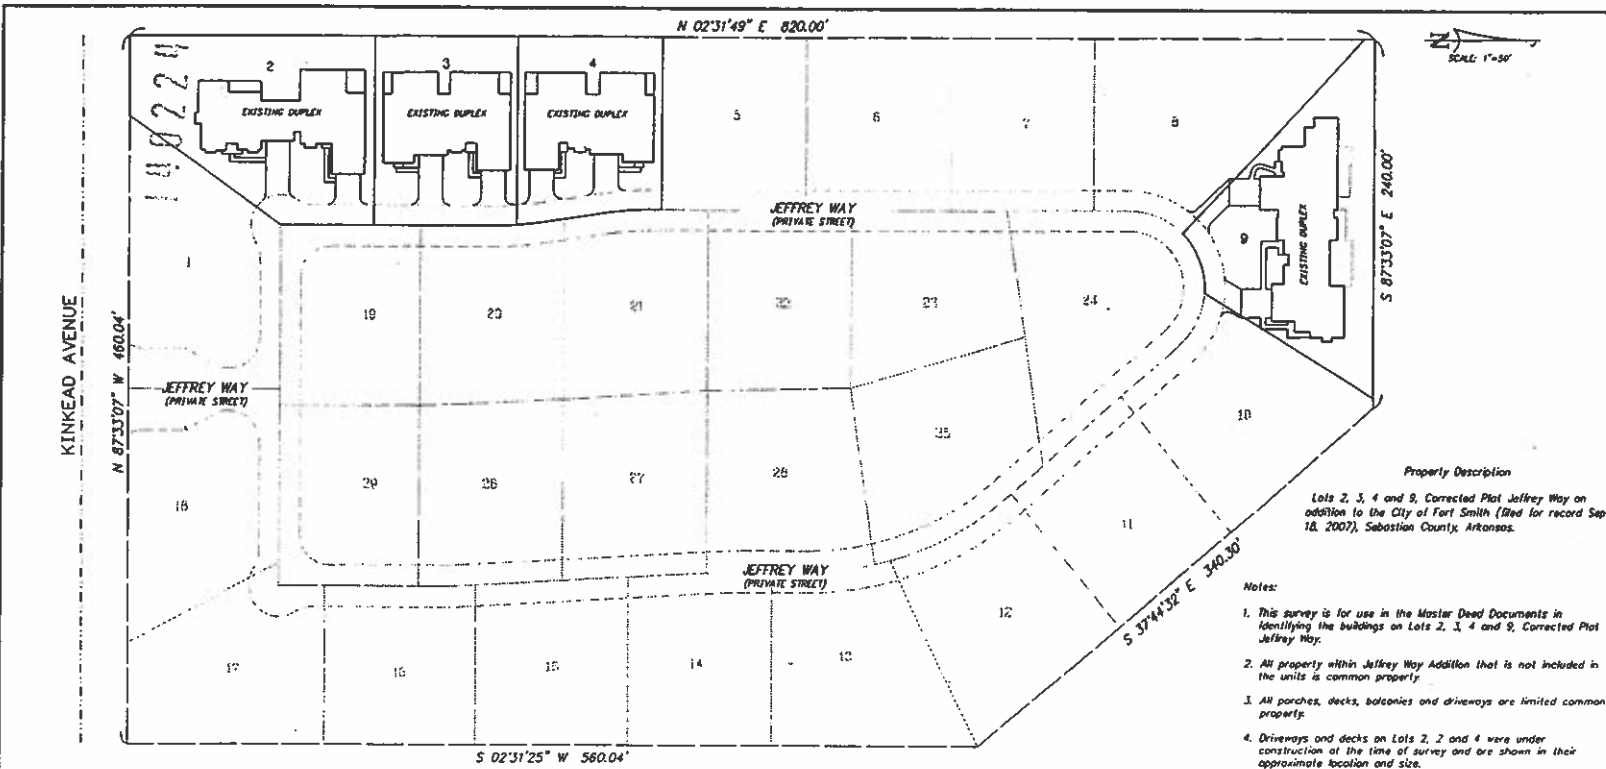 N 02°31'49" E 820.00'
N
SCALE: 1"=50'
140224
2
3
4
EXISTING DUPLEX
EXISTING DUPLEX
EXISTING DUPLEX
5
6
7
8
S 87°33'07" E 240.00'
JEFFREY WAY
(PRIVATE STREET)
9
EXISTING DUPLEX
1
19
20
21
22
23
24
KINKEAD AVENUE
N 87°33'07" W 460.04'
JEFFREY WAY
(PRIVATE STREET)
10
25
18
29
26
27
28
11
JEFFREY WAY
(PRIVATE STREET)
12
S 37°44'32" E 340.30'
17
16
15
14
13
S 02°31'25" W 560.04'
Property Description
Lots 2, 3, 4 and 9, Corrected Plat Jeffrey Way an
addition to the City of Fort Smith (filed for record Sep
18, 2007), Sebastian County, Arkansas.
Notes:
1. This survey is for use in the Master Deed Documents in
identifying the buildings on Lots 2, 3, 4 and 9, Corrected Plat
Jeffrey Way.
2. All property within Jeffrey Way Addition that is not included in
the units is common property.
3. All porches, decks, balconies and driveways are limited common
property.
4. Driveways and decks on Lots 2, 2 and 4 were under
construction at the time of survey and are shown in their
approximate location and size.